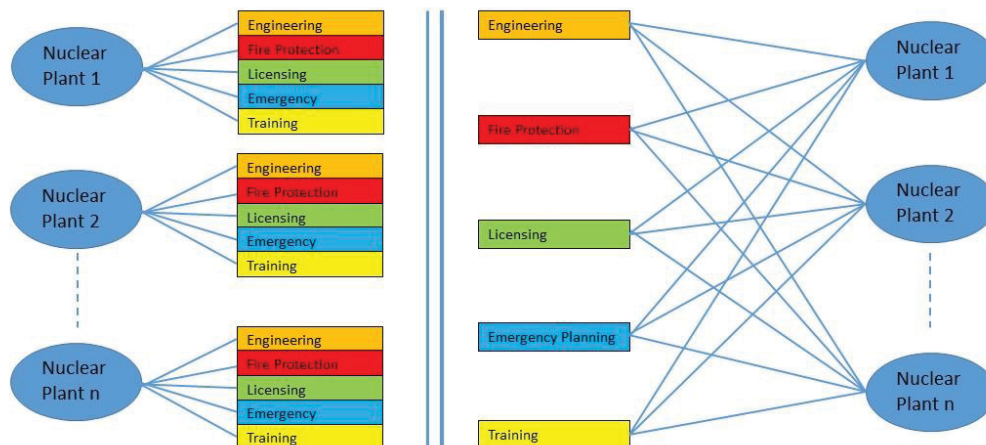 Nuclear
Plant 1
Engineering
Fire Protection
Licensing
Emergency
Training
Nuclear
Plant 2
Engineering
Fire Protection
Licensing
Emergency
Training
Nuclear
Plant n
Engineering
Fire Protection
Licensing
Emergency
Training
Engineering
Fire Protection
Licensing
Emergency Planning
Training
Nuclear
Plant 1
Nuclear
Plant 2
Nuclear
Plant n